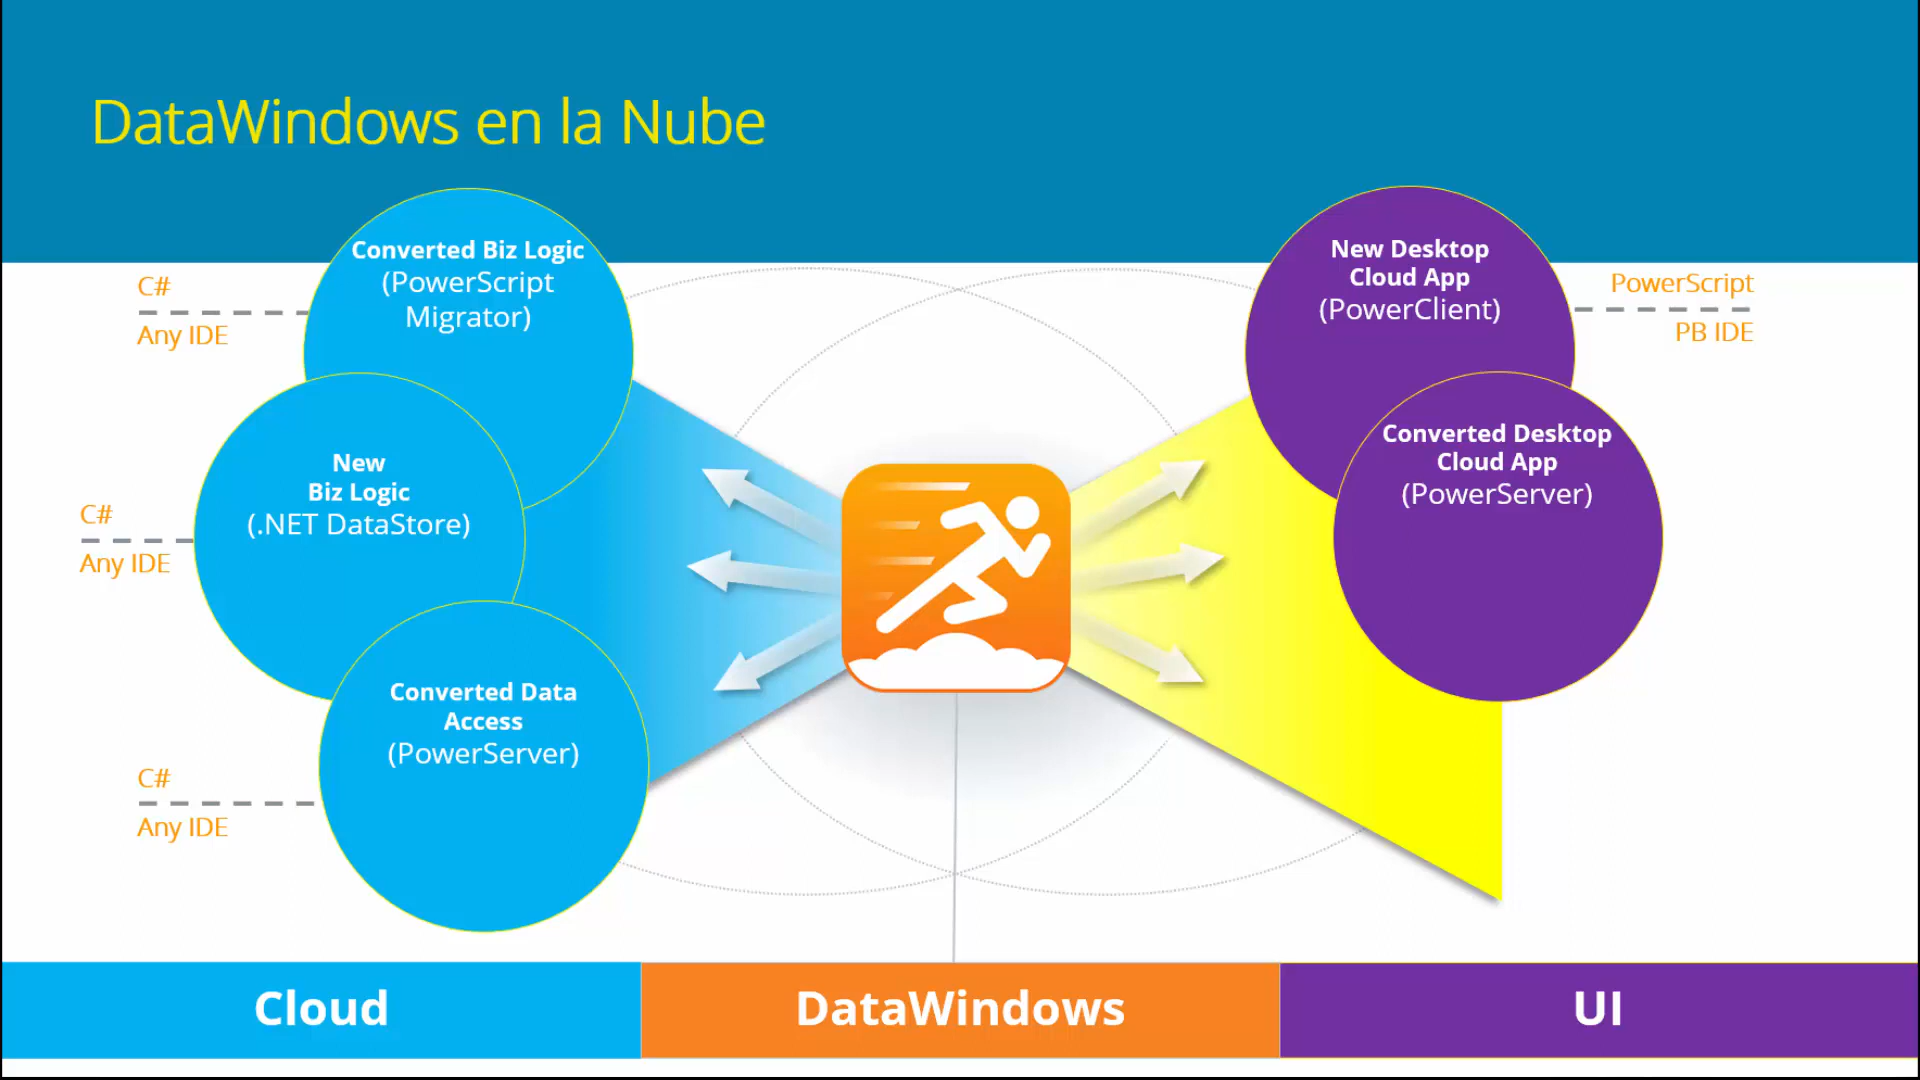 DataWindows en la Nube
C#
Any IDE
Converted Biz Logic
(PowerScript
Migrator)
C#
Any IDE
New
Biz Logic
(.NET DataStore)
C#
Any IDE
Converted Data
Access
(PowerServer)
New Desktop
Cloud App
(PowerClient)
PowerScript
PB IDE
Converted Desktop
Cloud App
(PowerServer)
Cloud
DataWindows
UI